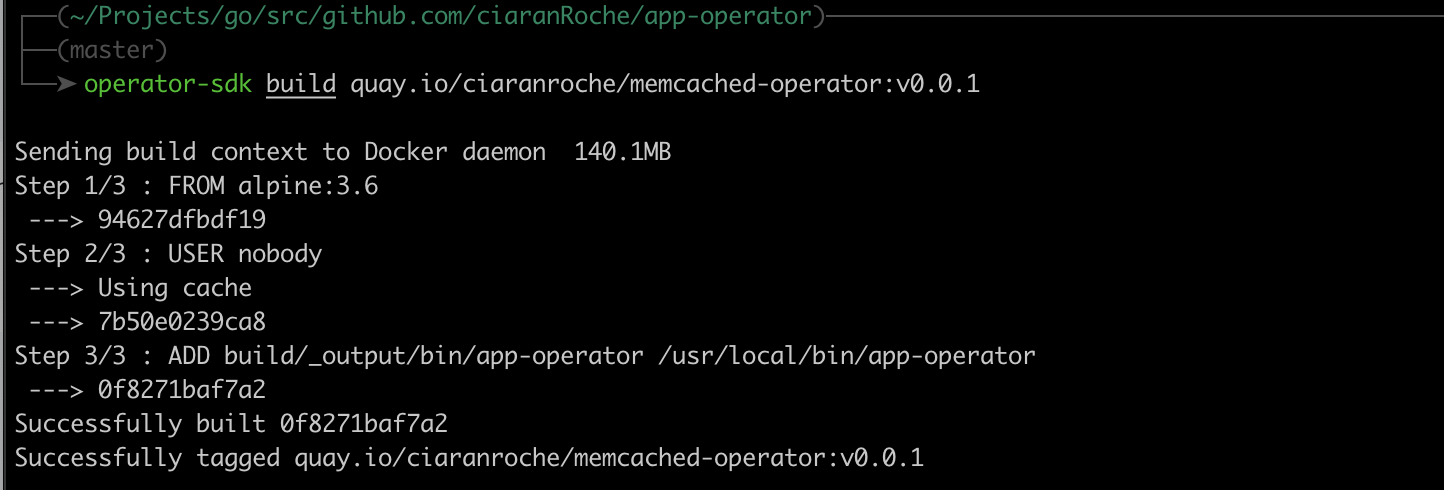 (~/Projects/go/src/github.com/ciaranRoche/app-operator)
(master)
➤ operator-sdk build quay.io/ciaranroche/memcached-operator:v0.0.1
Sending build context to Docker daemon  140.1MB
Step 1/3 : FROM alpine:3.6
 ---> 94627dfbdf19
Step 2/3 : USER nobody
 ---> Using cache
 ---> 7b50e0239ca8
Step 3/3 : ADD build/_output/bin/app-operator /usr/local/bin/app-operator
 ---> 0f8271baf7a2
Successfully built 0f8271baf7a2
Successfully tagged quay.io/ciaranroche/memcached-operator:v0.0.1